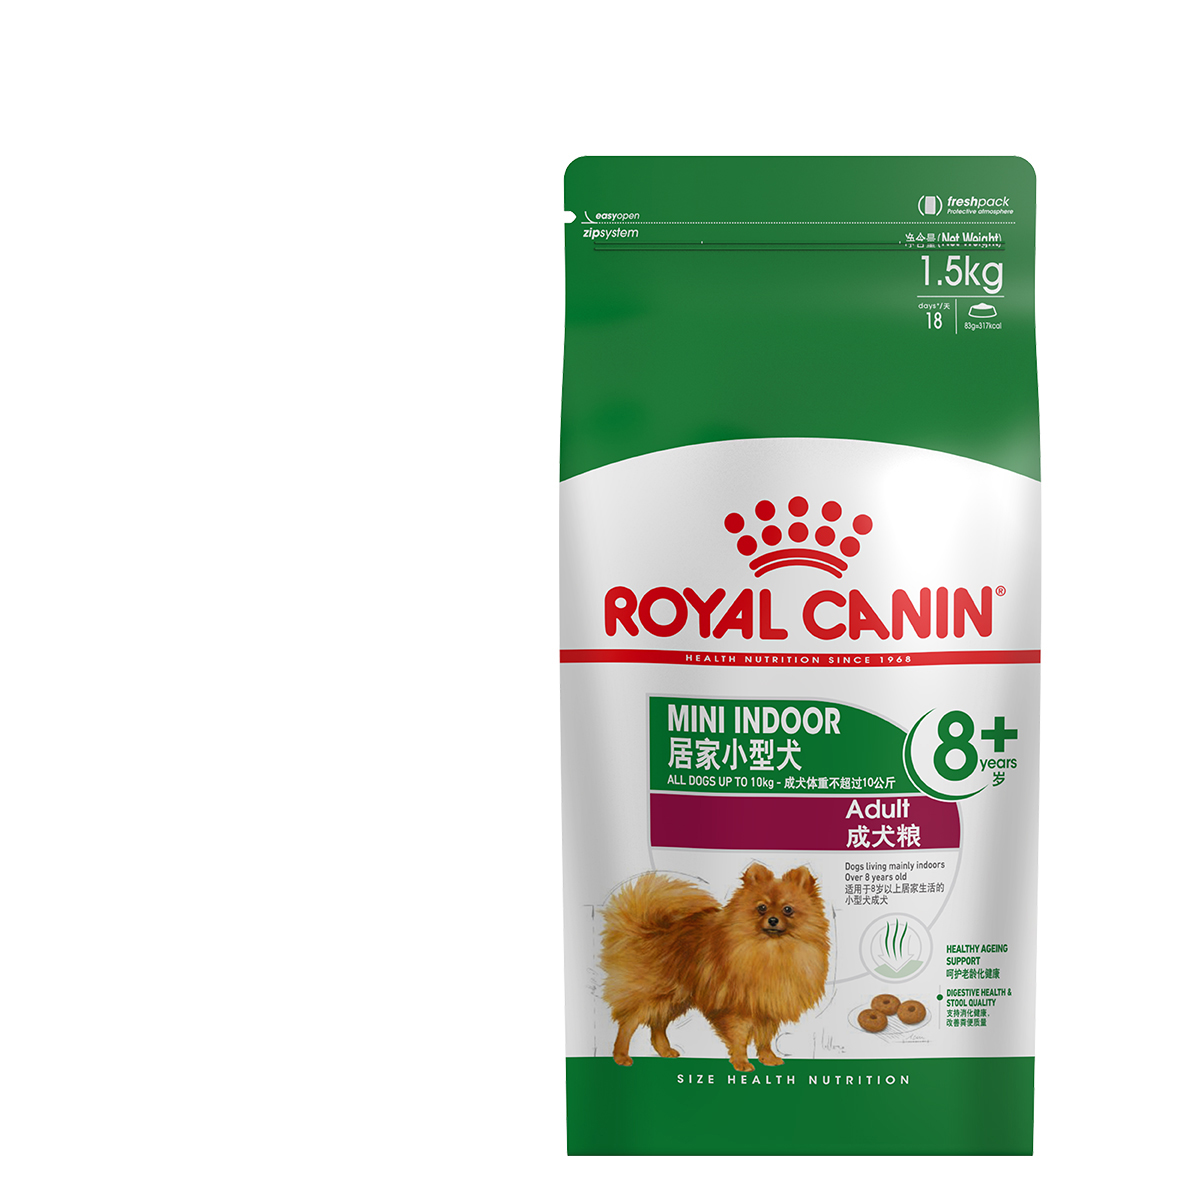 easyopen
zipsystem
freshpack
Protective atmosphere
净含量(Net Weight)
1.5kg
days*/天
18
83g=317kcal
ROYAL CANIN®
HEALTH NUTRITION SINCE 1968
MINI INDOOR
居家小型犬
ALL DOGS UP TO 10kg - 成犬体重不超过10公斤
8+
years
岁
Adult
成犬粮
Dogs living mainly indoors
Over 8 years old
适用于8岁以上居家生活的
小型犬成犬
HEALTHY AGEING
SUPPORT
呵护老龄化健康
DIGESTIVE HEALTH &
STOOL QUALITY
支持消化健康,
改善粪便质量
SIZE HEALTH NUTRITION